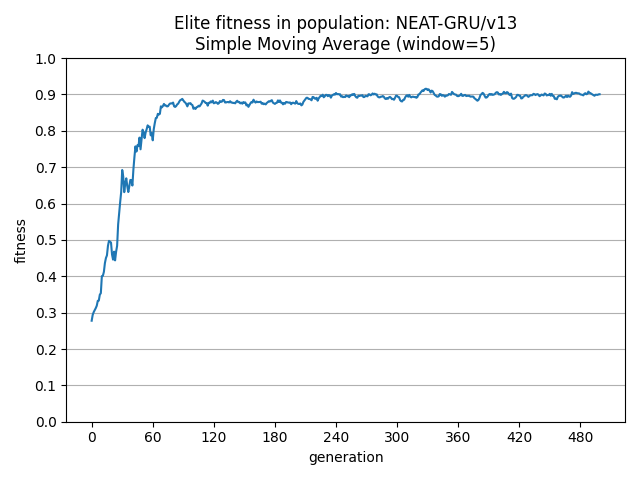 Elite fitness in population: NEAT-GRU/v13
Simple Moving Average (window=5)
1.0
0.9
0.8
0.7
0.6
0.5
0.4
0.3
0.2
0.1
0.0
fitness
0 60 120 180 240 300 360 420 480
generation